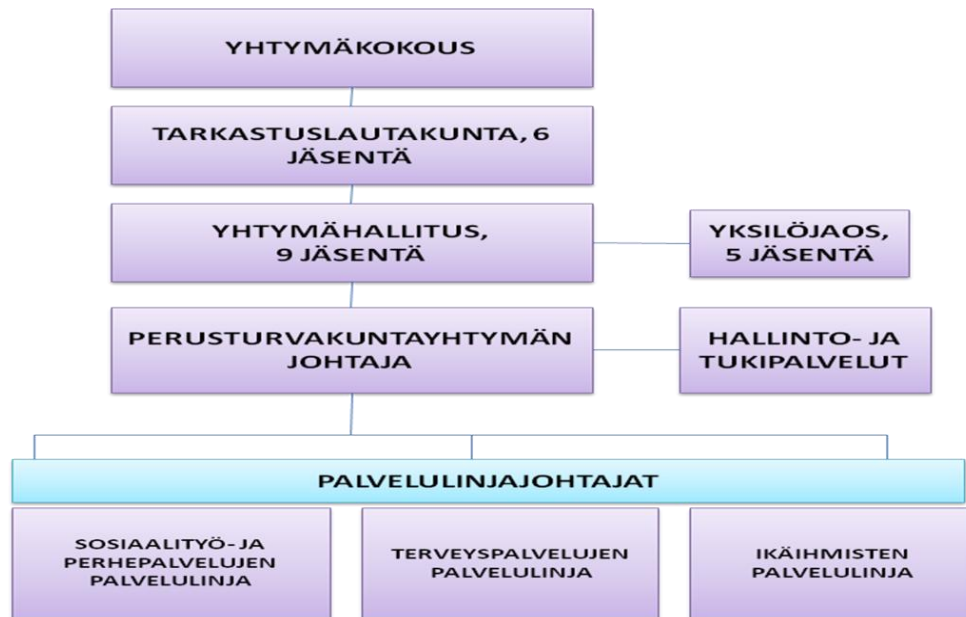 YHTYMÄKOKOUS
TARKASTUSLAUTAKUNTA, 6
JÄSENTÄ
YHTYMÄHALLITUS,
9 JÄSENTÄ
YKSILÖJAOS,
5 JÄSENTÄ
PERUSTURVAKUNTAYHTYMÄN
JOHTAJA
HALLINTO- JA
TUKIPALVELUT
PALVELULINJAJOHTAJAT
SOSIAALITYÖ- JA
PERHEPALVELUJEN
PALVELULINJA
TERVEYSPALVELUJEN
PALVELULINJA
IKÄIHMISTEN
PALVELULINJA